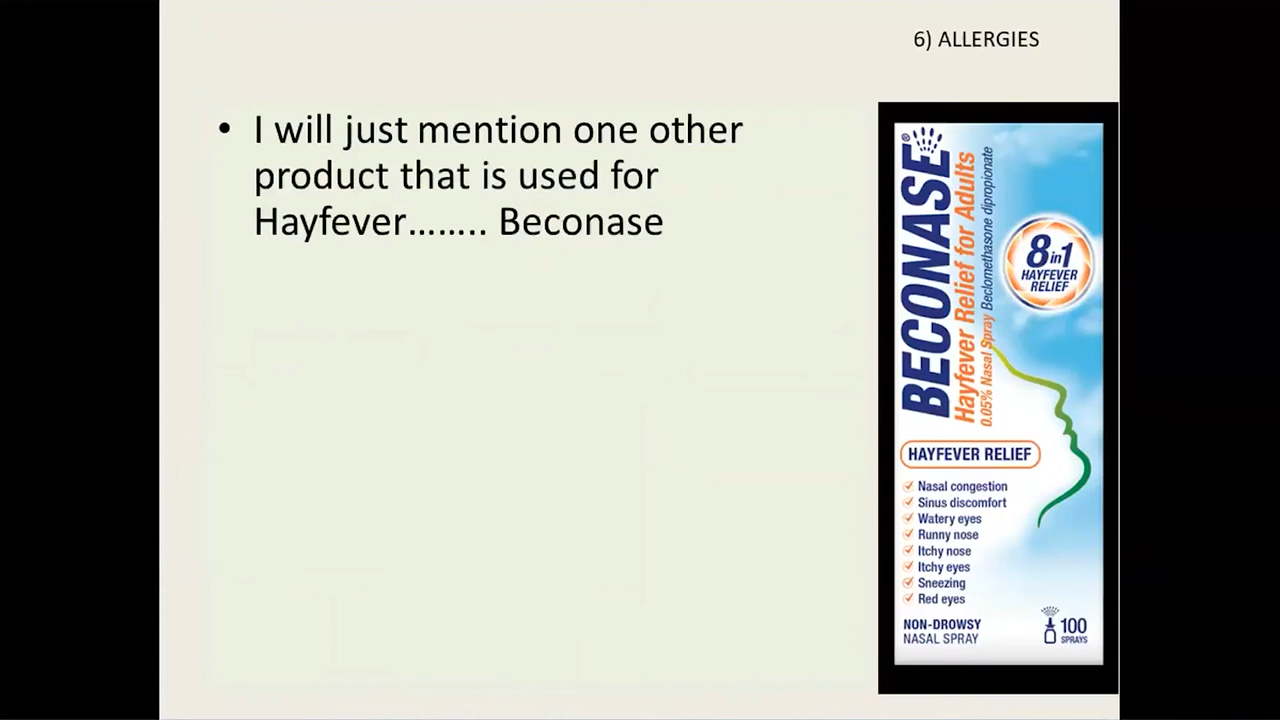 6) ALLERGIES
• I will just mention one other
product that is used for
Hayfever…….. Beconase
BECONASE®
Hayfever Relief for Adults
0.05% Nasal Spray Beclomethasone dipropionate
8 in 1
HAYFEVER
RELIEF
HAYFEVER RELIEF
Nasal congestion
Sinus discomfort
Watery eyes
Runny nose
Itchy nose
Itchy eyes
Sneezing
Red eyes
NON-DROWSY
NASAL SPRAY
100
SPRAYS